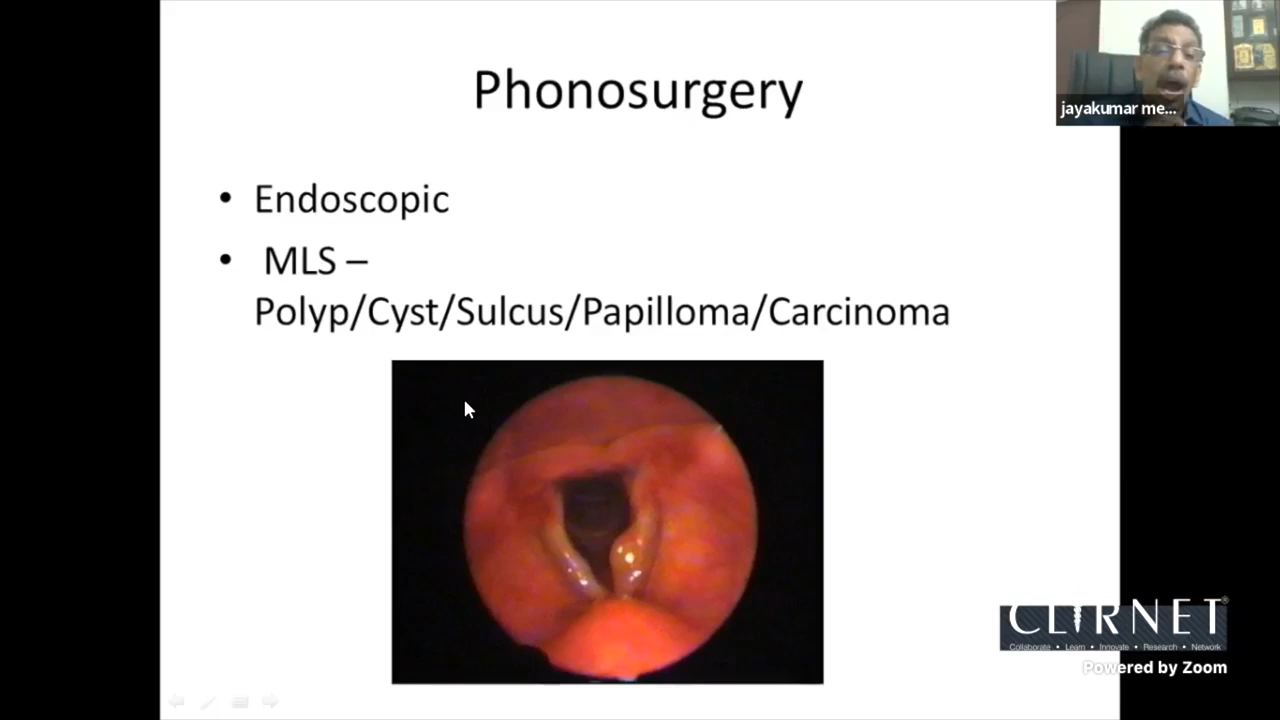 Phonosurgery
jayakumar me...
• Endoscopic
• MLS –
Polyp/Cyst/Sulcus/Papilloma/Carcinoma
CLIRNET®
Collaborate • Learn • Innovate • Research • Network
Powered by Zoom